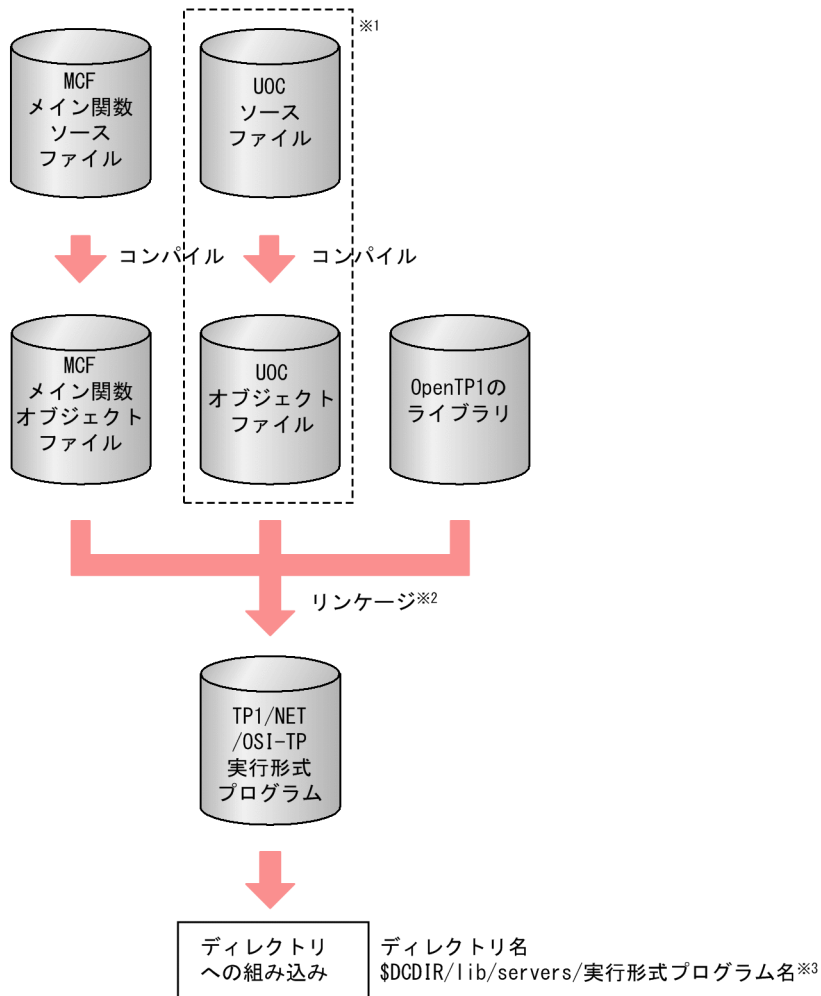 ※1
MCF
メイン関数
ソース
ファイル
UOC
ソース
ファイル
コンパイル
コンパイル
MCF
メイン関数
オブジェクト
ファイル
UOC
オブジェクト
ファイル
OpenTP1の
ライブラリ
リンケージ※2
TP1/NET
/OSI-TP
実行形式
プログラム
ディレクトリ
への組み込み
ディレクトリ名
$DCDIR/lib/servers/実行形式プログラム名※3